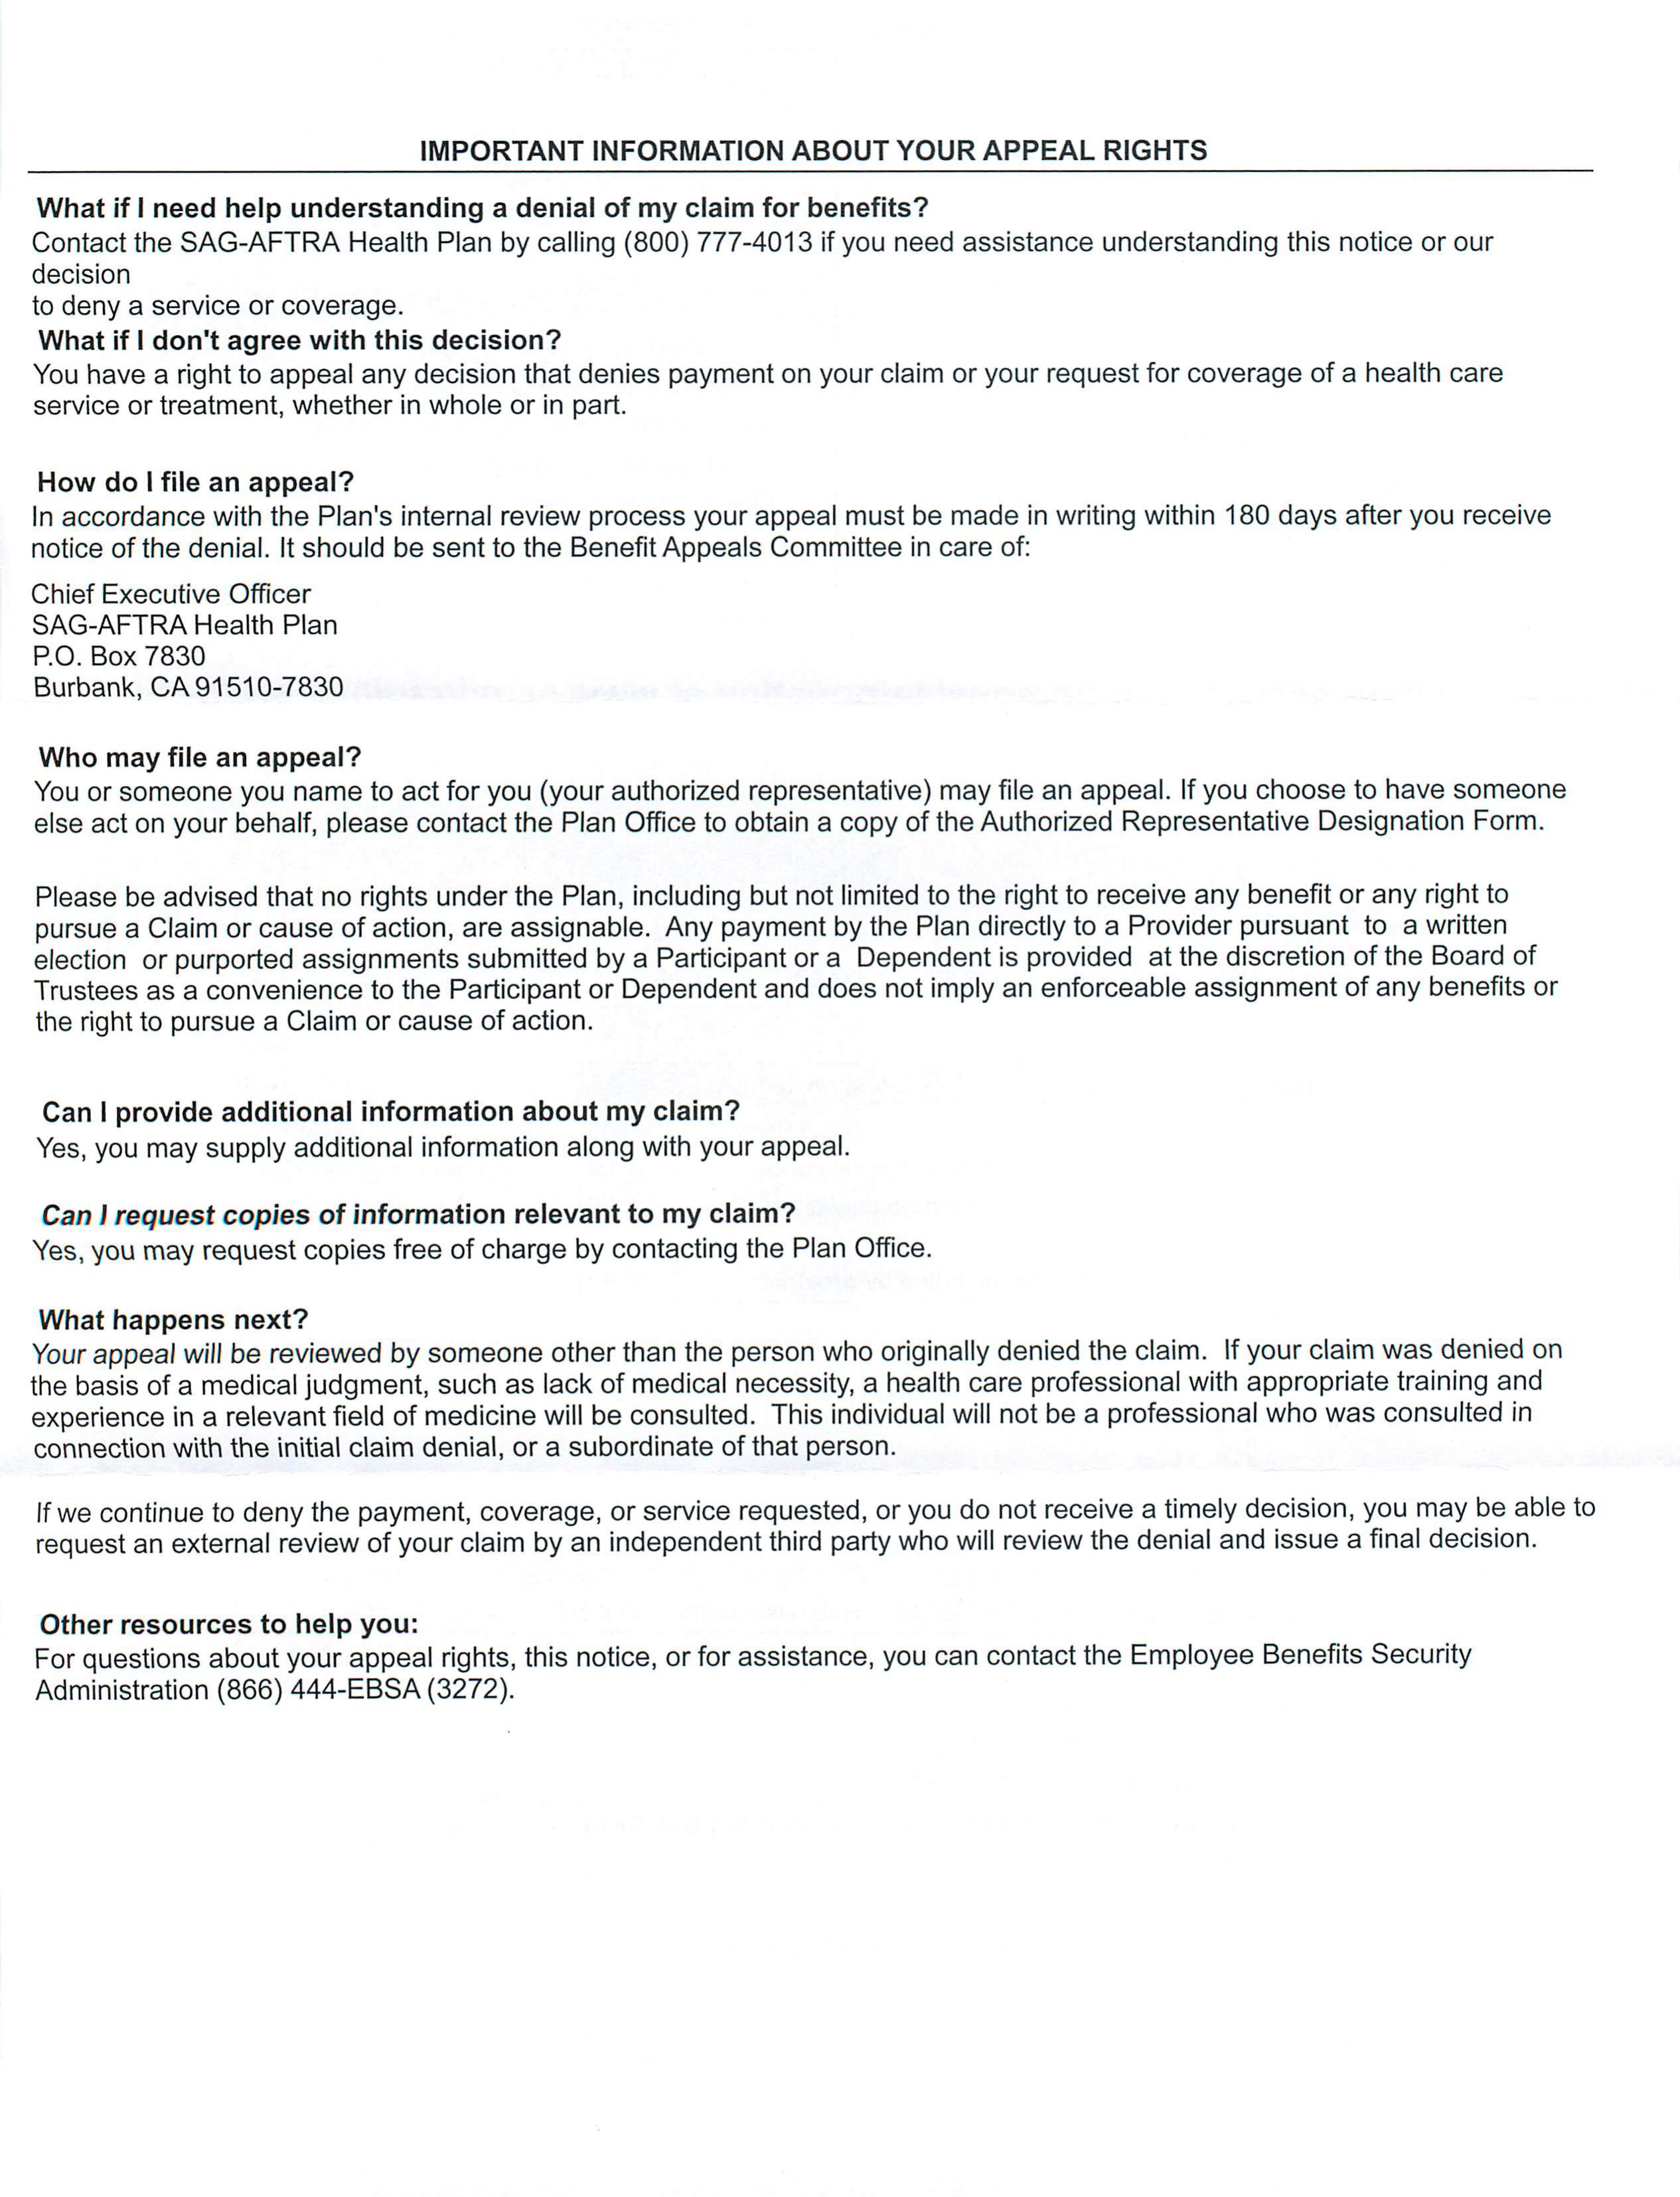 IMPORTANT INFORMATION ABOUT YOUR APPEAL RIGHTS
What if I need help understanding a denial of my claim for benefits?
Contact the SAG-AFTRA Health Plan by calling (800) 777-4013 if you need assistance understanding this notice or our
decision
to deny a service or coverage.
What if I don't agree with this decision?
You have a right to appeal any decision that denies payment on your claim or your request for coverage of a health care
service or treatment, whether in whole or in part.
How do I file an appeal?
In accordance with the Plan's internal review process your appeal must be made in writing within 180 days after you receive
notice of the denial. It should be sent to the Benefit Appeals Committee in care of:
Chief Executive Officer
SAG-AFTRA Health Plan
P.O. Box 7830
Burbank, CA 91510-7830
Who may file an appeal?
You or someone you name to act for you (your authorized representative) may file an appeal. If you choose to have someone
else act on your behalf, please contact the Plan Office to obtain a copy of the Authorized Representative Designation Form.
Please be advised that no rights under the Plan, including but not limited to the right to receive any benefit or any right to
pursue a Claim or cause of action, are assignable. Any payment by the Plan directly to a Provider pursuant to a written
election or purported assignments submitted by a Participant or a Dependent is provided at the discretion of the Board of
Trustees as a convenience to the Participant or Dependent and does not imply an enforceable assignment of any benefits or
the right to pursue a Claim or cause of action.
Can I provide additional information about my claim?
Yes, you may supply additional information along with your appeal.
Can I request copies of information relevant to my claim?
Yes, you may request copies free of charge by contacting the Plan Office.
What happens next?
Your appeal will be reviewed by someone other than the person who originally denied the claim. If your claim was denied on
the basis of a medical judgment, such as lack of medical necessity, a health care professional with appropriate training and
experience in a relevant field of medicine will be consulted. This individual will not be a professional who was consulted in
connection with the initial claim denial, or a subordinate of that person.
If we continue to deny the payment, coverage, or service requested, or you do not receive a timely decision, you may be able to
request an external review of your claim by an independent third party who will review the denial and issue a final decision.
Other resources to help you:
For questions about your appeal rights, this notice, or for assistance, you can contact the Employee Benefits Security
Administration (866) 444-EBSA (3272).